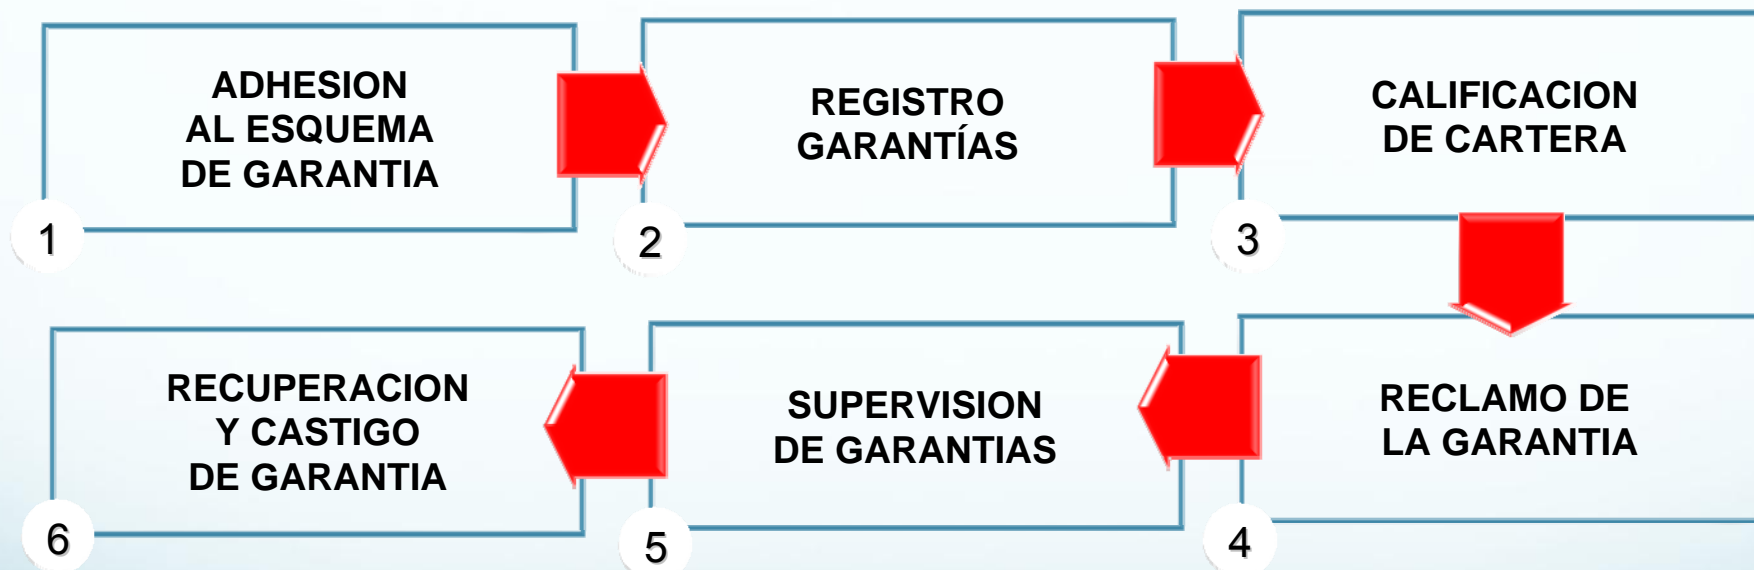 ADHESION
AL ESQUEMA
DE GARANTIA
1
REGISTRO
GARANTÍAS
2
CALIFICACION
DE CARTERA
3
RECLAMO DE
LA GARANTIA
4
SUPERVISION
DE GARANTIAS
5
RECUPERACION
Y CASTIGO
DE GARANTIA
6